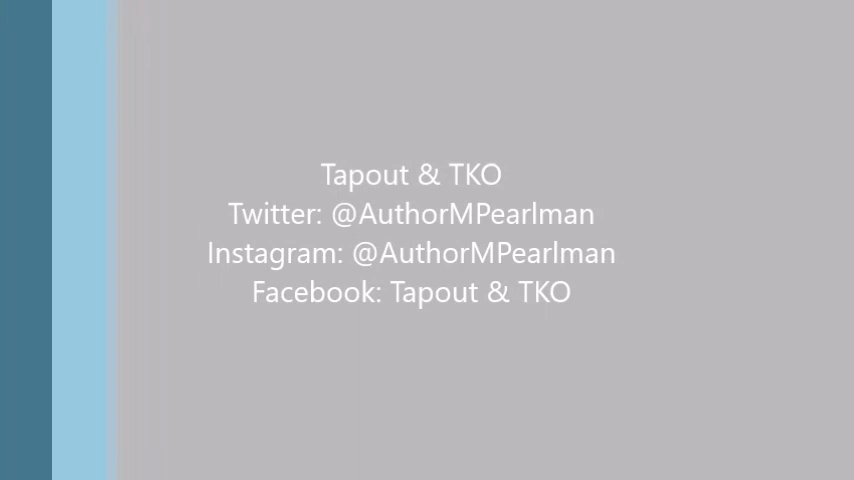 Tapout & TKO
Twitter: @AuthorMPearlman
Instagram: @AuthorMPearlman
Facebook: Tapout & TKO